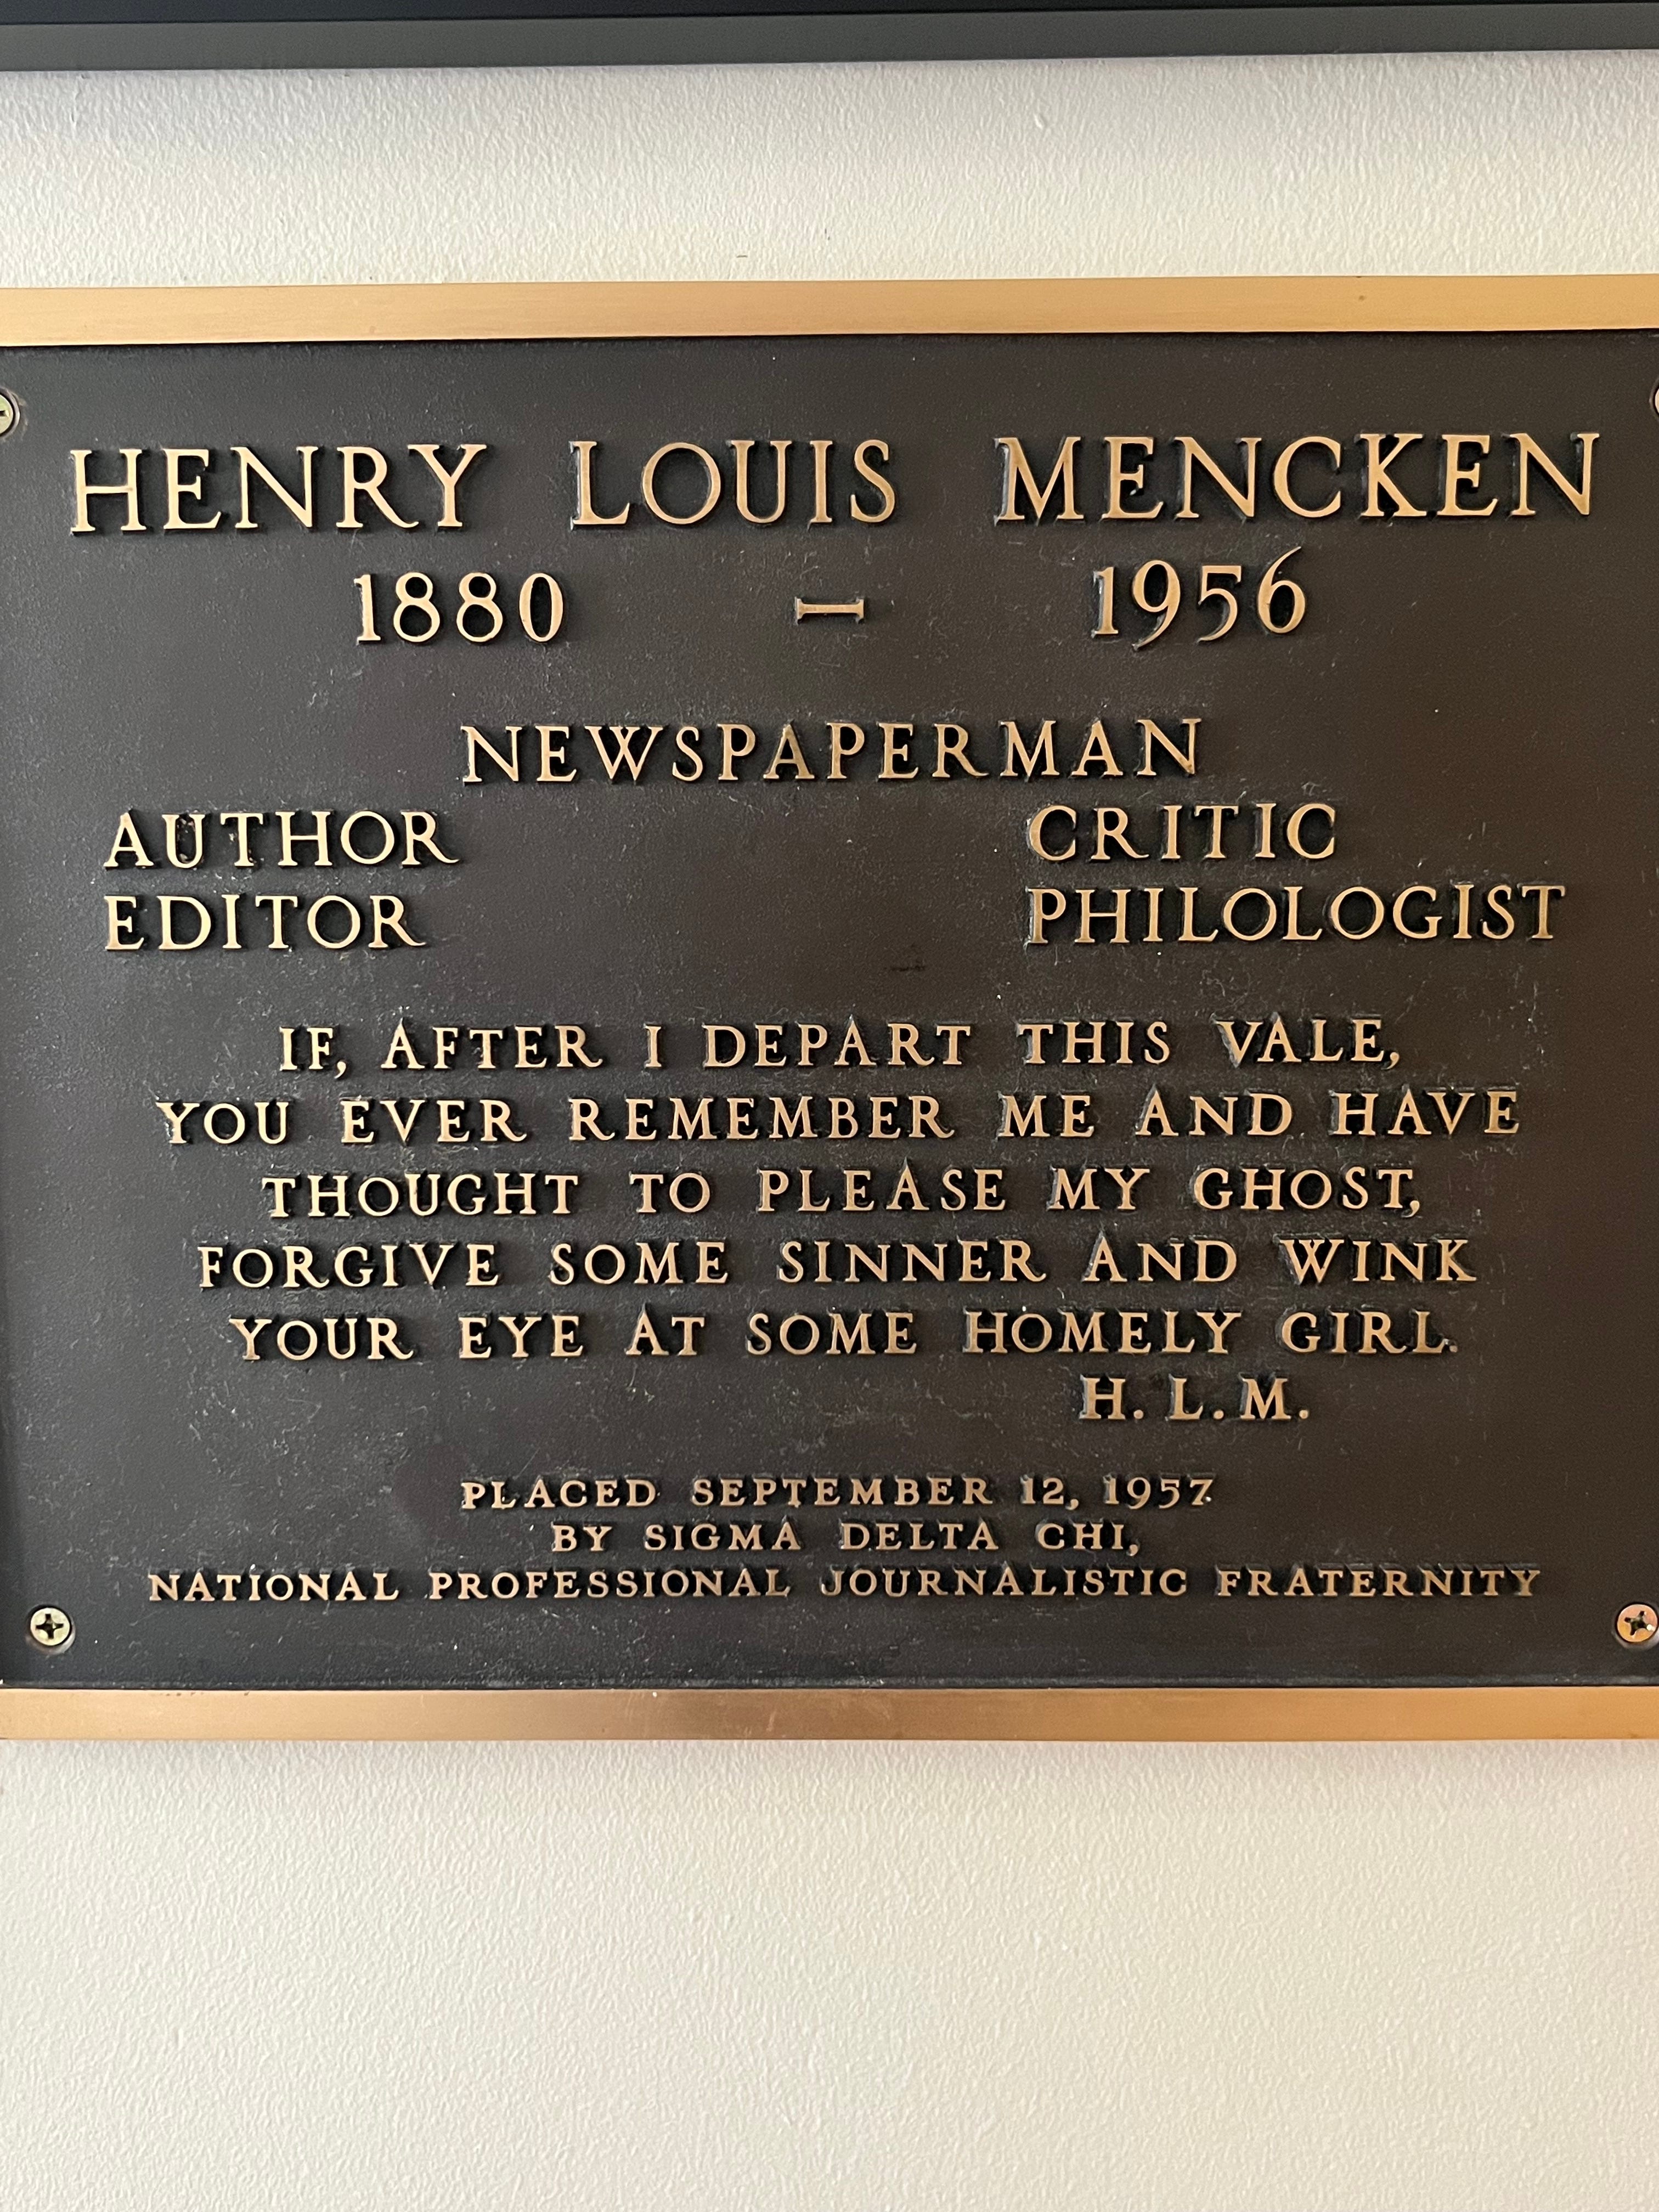 HENRY LOUIS MENCKEN
1880 — 1956
NEWSPAPERMAN
AUTHOR CRITIC
EDITOR PHILOLOGIST
IF, AFTER I DEPART THIS VALE,
YOU EVER REMEMBER ME AND HAVE
THOUGHT TO PLEASE MY GHOST,
FORGIVE SOME SINNER AND WINK
YOUR EYE AT SOME HOMELY GIRL.
H. L. M.
PLACED SEPTEMBER 12, 1957
BY SIGMA DELTA CHI,
NATIONAL PROFESSIONAL JOURNALISTIC FRATERNITY